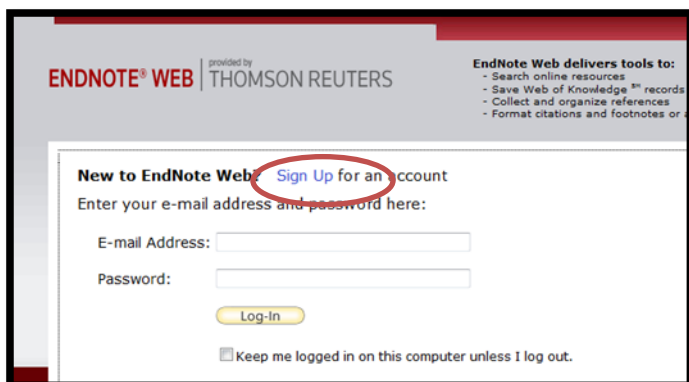 ENDNOTE® WEB
provided by
THOMSON REUTERS
EndNote Web delivers tools to:
- Search online resources
- Save Web of Knowledge SM records
- Collect and organize references
- Format citations and footnotes or
New to EndNote Web? Sign Up for an account
Enter your e-mail address and password here:
E-mail Address:
Password:
Log-In
Keep me logged in on this computer unless I log out.